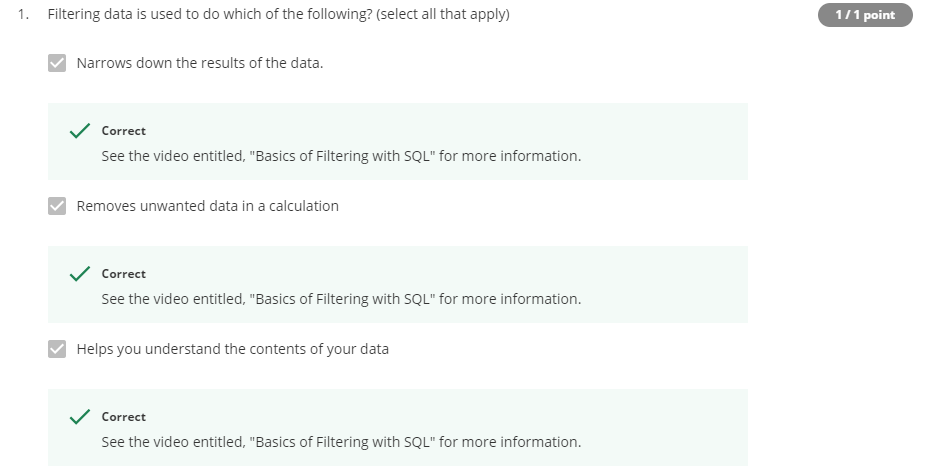 1. Filtering data is used to do which of the following? (select all that apply)
1 / 1 point
Narrows down the results of the data.
Correct
See the video entitled, "Basics of Filtering with SQL" for more information.
Removes unwanted data in a calculation
Correct
See the video entitled, "Basics of Filtering with SQL" for more information.
Helps you understand the contents of your data
Correct
See the video entitled, "Basics of Filtering with SQL" for more information.